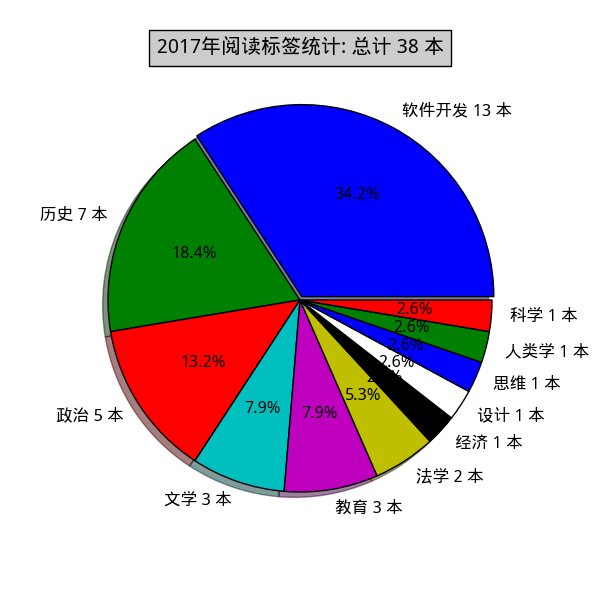 2017年阅读标签统计: 总计 38 本
软件开发 13 本
34.2%
历史 7 本
18.4%
政治 5 本
13.2%
文学 3 本
7.9%
教育 3 本
7.9%
法学 2 本
5.3%
经济 1 本
设计 1 本
2.6%
思维 1 本
2.6%
人类学 1 本
2.6%
科学 1 本
2.6%